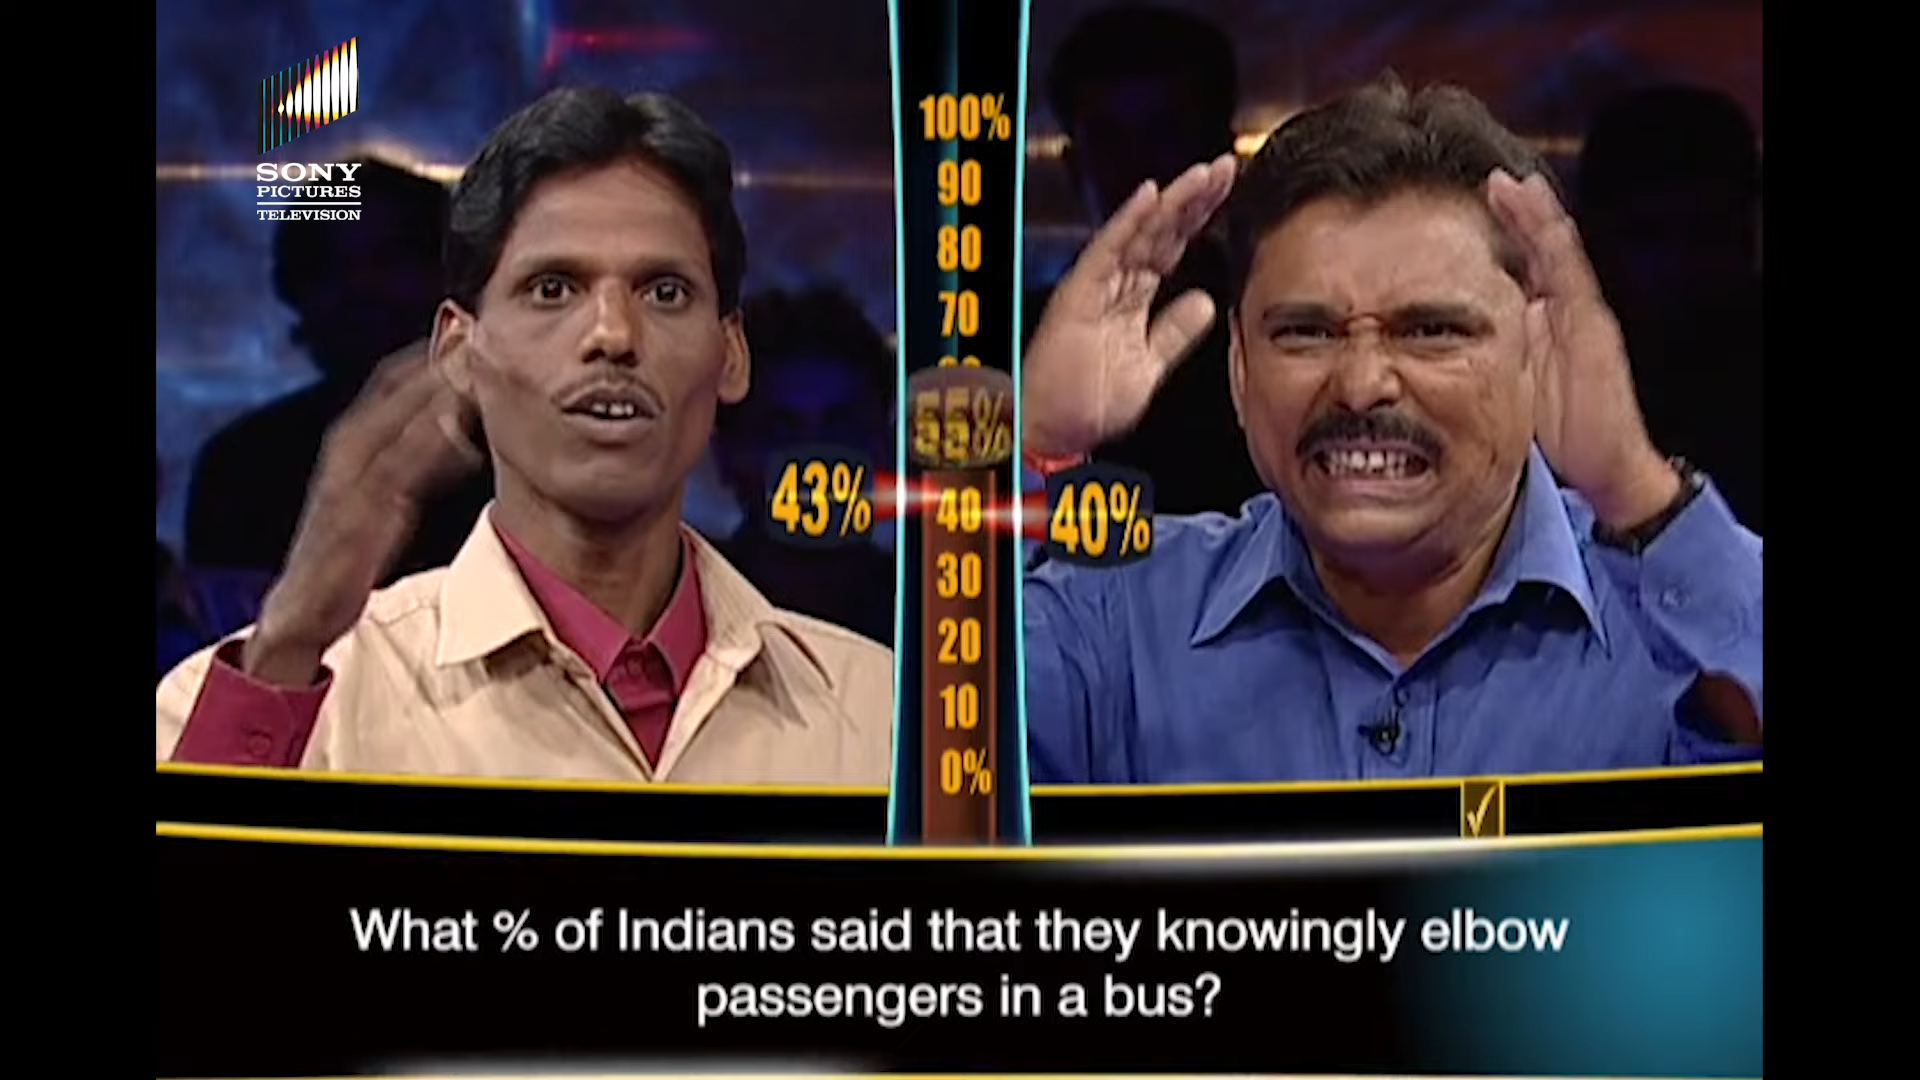 SONY
PICTURES
TELEVISION
100%
90
80
70
55%
43%
40
40%
30
20
10
0%
What % of Indians said that they knowingly elbow
passengers in a bus?